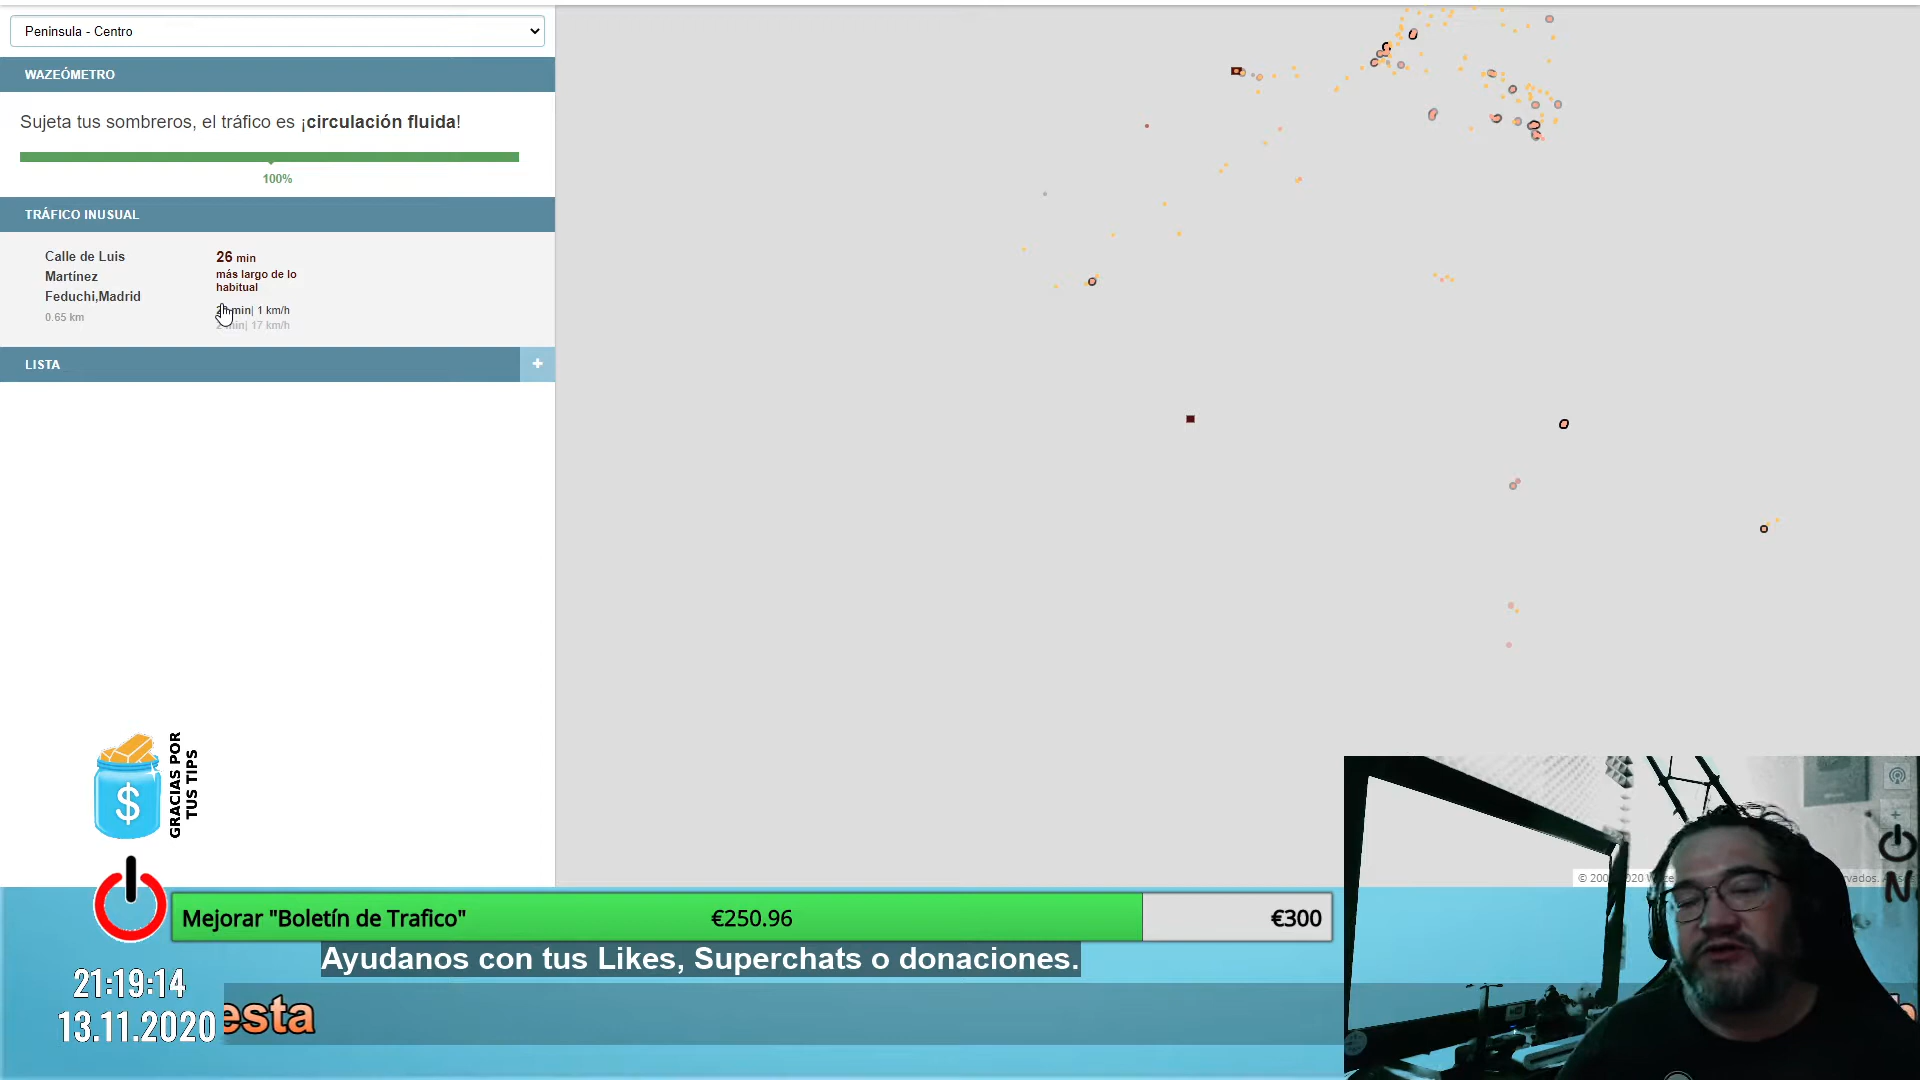 Peninsula - Centro
WAZEÓMETRO
Sujeta tus sombreros, el tráfico es ¡circulación fluida!
100%
TRÁFICO INUSUAL
Calle de Luis
Martínez
Feduchi,Madrid
0.65 km
26 min
más largo de lo
habitual
min| 1 km/h
min| 17 km/h
LISTA
+
GRACIAS POR
TUS TIPS
$
Mejorar "Boletín de Trafico"
€250.96
€300
Ayudanos con tus Likes, Superchats o donaciones.
21:19:14
13.11.2020
esta